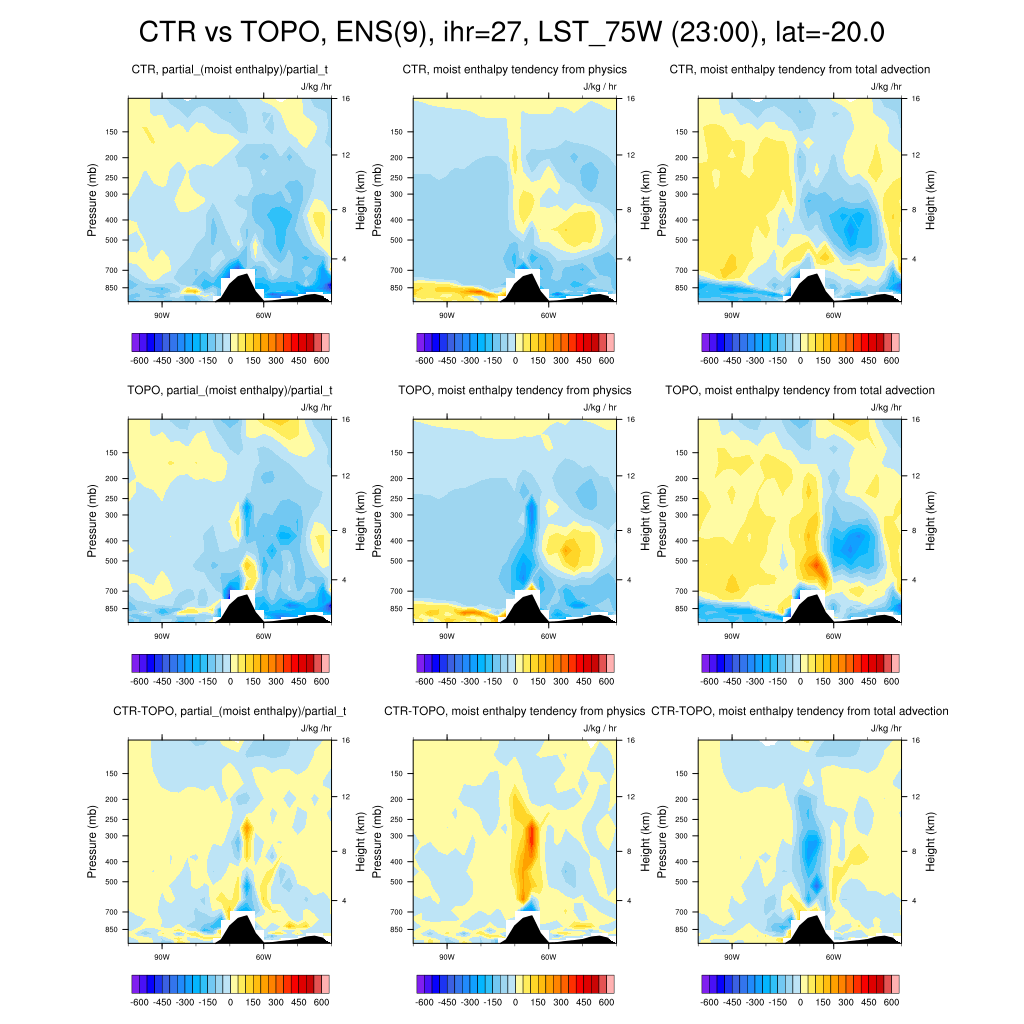 CTR vs TOPO, ENS(9), ihr=27, LST_75W (23:00), lat=-20.0
CTR, partial_(moist enthalpy)/partial_t
J/kg /hr
Pressure (mb)
150
200
250
300
400
500
700
850
16
12
8
4
Height (km)
90W 60W
-600 -450 -300 -150 0 150 300 450 600
CTR, moist enthalpy tendency from physics
J/kg / hr
Pressure (mb)
150
200
250
300
400
500
700
850
16
12
8
4
Height (km)
90W 60W
-600 -450 -300 -150 0 150 300 450 600
CTR, moist enthalpy tendency from total advection
J/kg /hr
Pressure (mb)
150
200
250
300
400
500
700
850
16
12
8
4
Height (km)
90W 60W
-600 -450 -300 -150 0 150 300 450 600
TOPO, partial_(moist enthalpy)/partial_t
J/kg /hr
Pressure (mb)
150
200
250
300
400
500
700
850
16
12
8
4
Height (km)
90W 60W
-600 -450 -300 -150 0 150 300 450 600
TOPO, moist enthalpy tendency from physics
J/kg / hr
Pressure (mb)
150
200
250
300
400
500
700
850
16
12
8
4
Height (km)
90W 60W
-600 -450 -300 -150 0 150 300 450 600
TOPO, moist enthalpy tendency from total advection
J/kg /hr
Pressure (mb)
150
200
250
300
400
500
700
850
16
12
8
4
Height (km)
90W 60W
-600 -450 -300 -150 0 150 300 450 600
CTR-TOPO, partial_(moist enthalpy)/partial_t
J/kg /hr
Pressure (mb)
150
200
250
300
400
500
700
850
16
12
8
4
Height (km)
90W 60W
-600 -450 -300 -150 0 150 300 450 600
CTR-TOPO, moist enthalpy tendency from physics
J/kg / hr
Pressure (mb)
150
200
250
300
400
500
700
850
16
12
8
4
Height (km)
90W 60W
-600 -450 -300 -150 0 150 300 450 600
CTR-TOPO, moist enthalpy tendency from total advection
J/kg /hr
Pressure (mb)
150
200
250
300
400
500
700
850
16
12
8
4
Height (km)
90W 60W
-600 -450 -300 -150 0 150 300 450 600